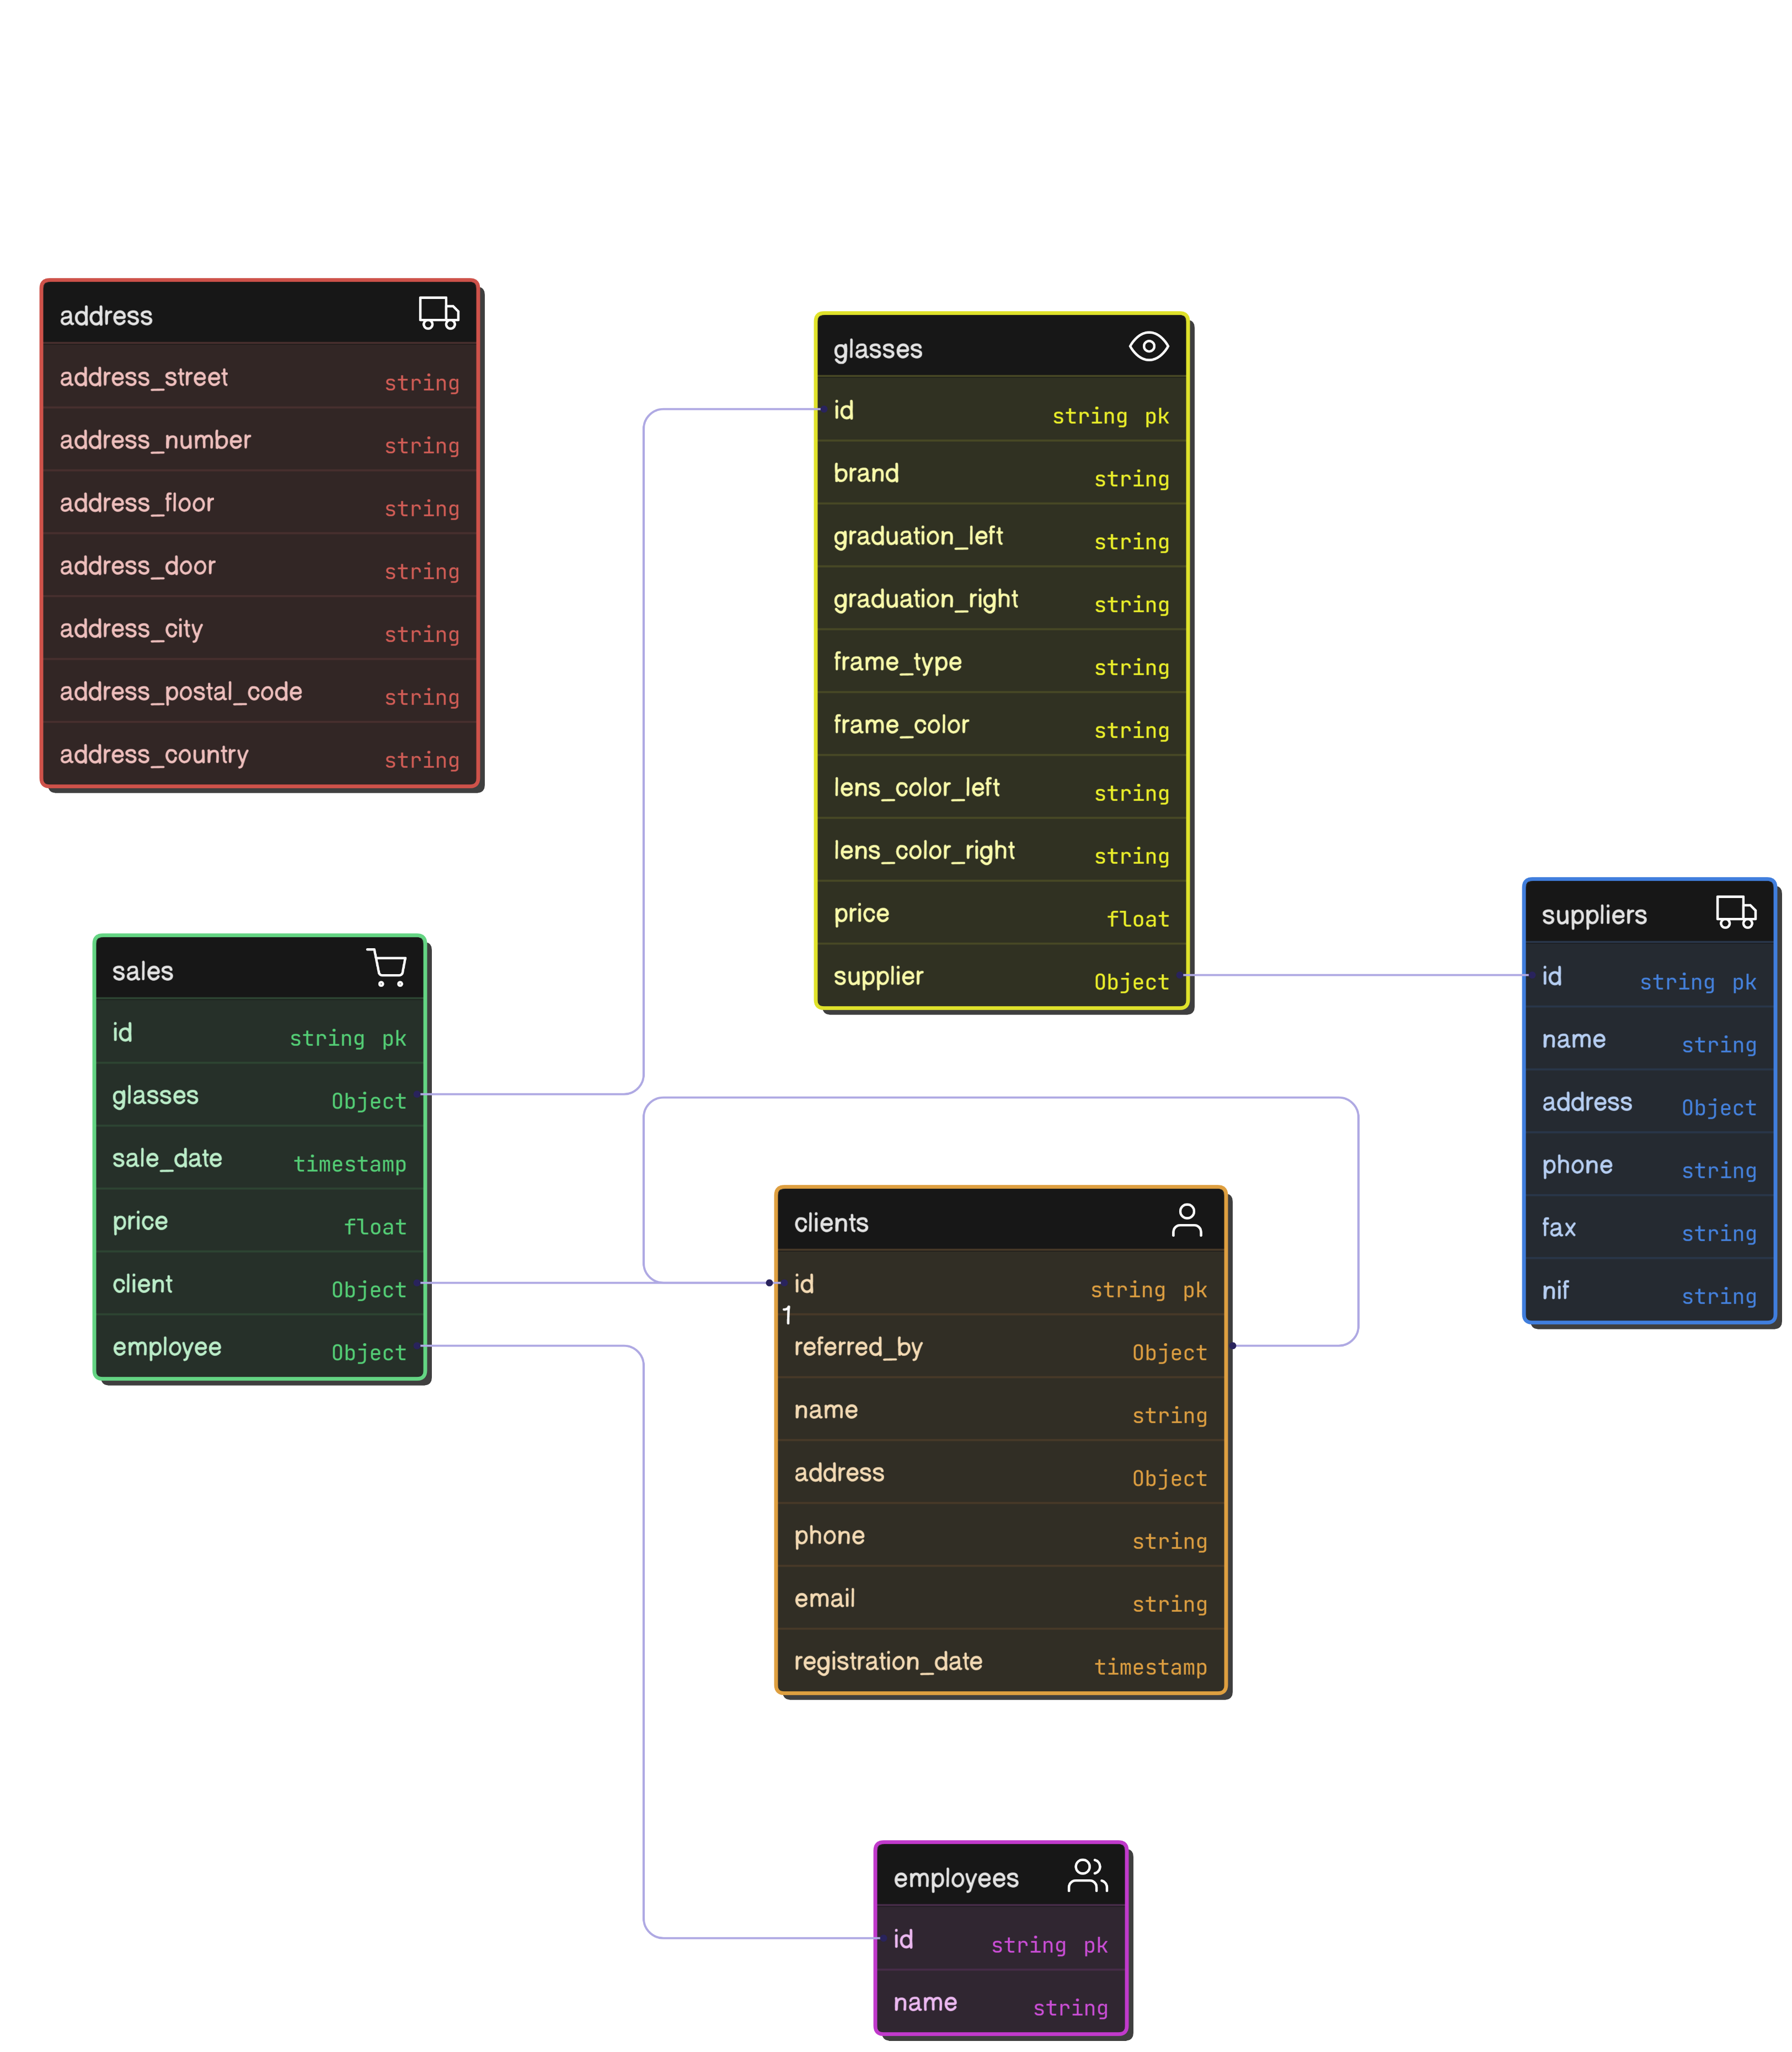 address
address_street string
address_number string
address_floor string
address_door string
address_city string
address_postal_code string
address_country string
glasses
id string pk
brand string
graduation_left string
graduation_right string
frame_type string
frame_color string
lens_color_left string
lens_color_right string
price float
supplier Object
suppliers
id string pk
name string
address Object
phone string
fax string
nif string
sales
id string pk
glasses Object
sale_date timestamp
price float
client Object
employee Object
clients
id string pk
1
referred_by Object
name string
address Object
phone string
email string
registration_date timestamp
employees
id string pk
name string